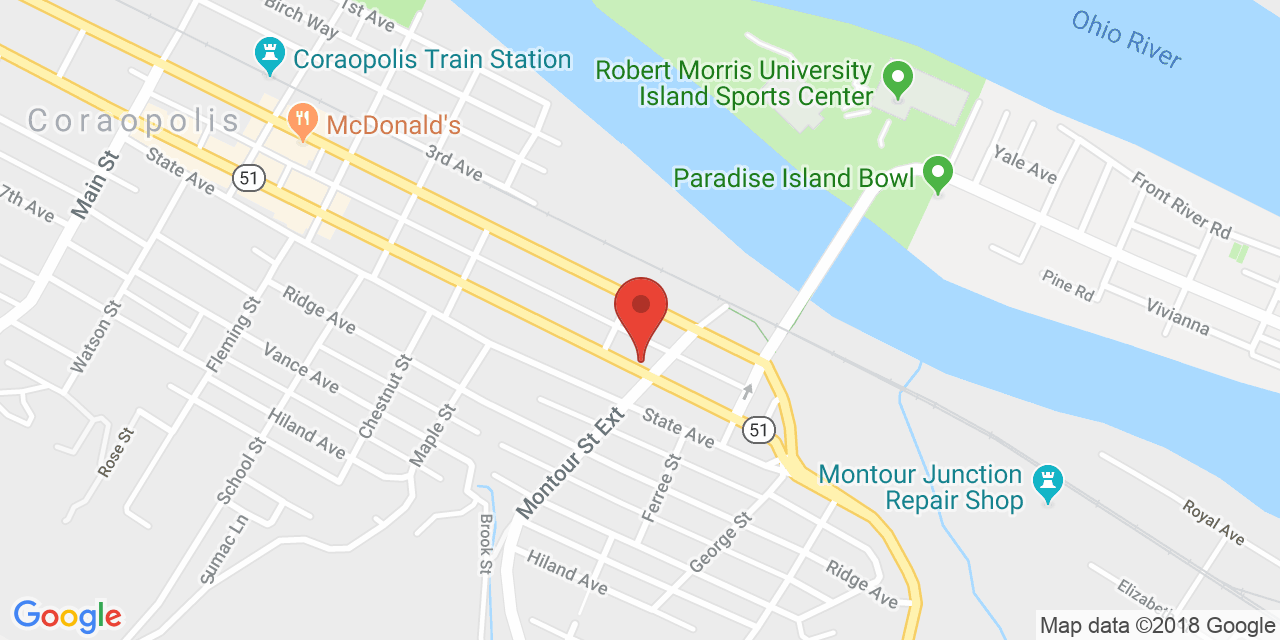 Birch Way
1st Ave
Ohio River
Coraopolis Train Station
Robert Morris University
Island Sports Center
Coraopolis
McDonald's
3rd Ave
Yale Ave
Main St
State Ave
51
Paradise Island Bowl
Front River Rd
7th Ave
Pine Rd
Vivianna
Watson St
Fleming St
Ridge Ave
Vance Ave
Chestnut St
Hiland Ave
Maple St
State Ave
51
Rose St
School St
Montour St Ext
Ferree St
Montour Junction
Repair Shop
Sumac Ln
Brook St
George St
Royal Ave
Hiland Ave
Ridge Ave
Elizabeth
Google
Map data ©2018 Google